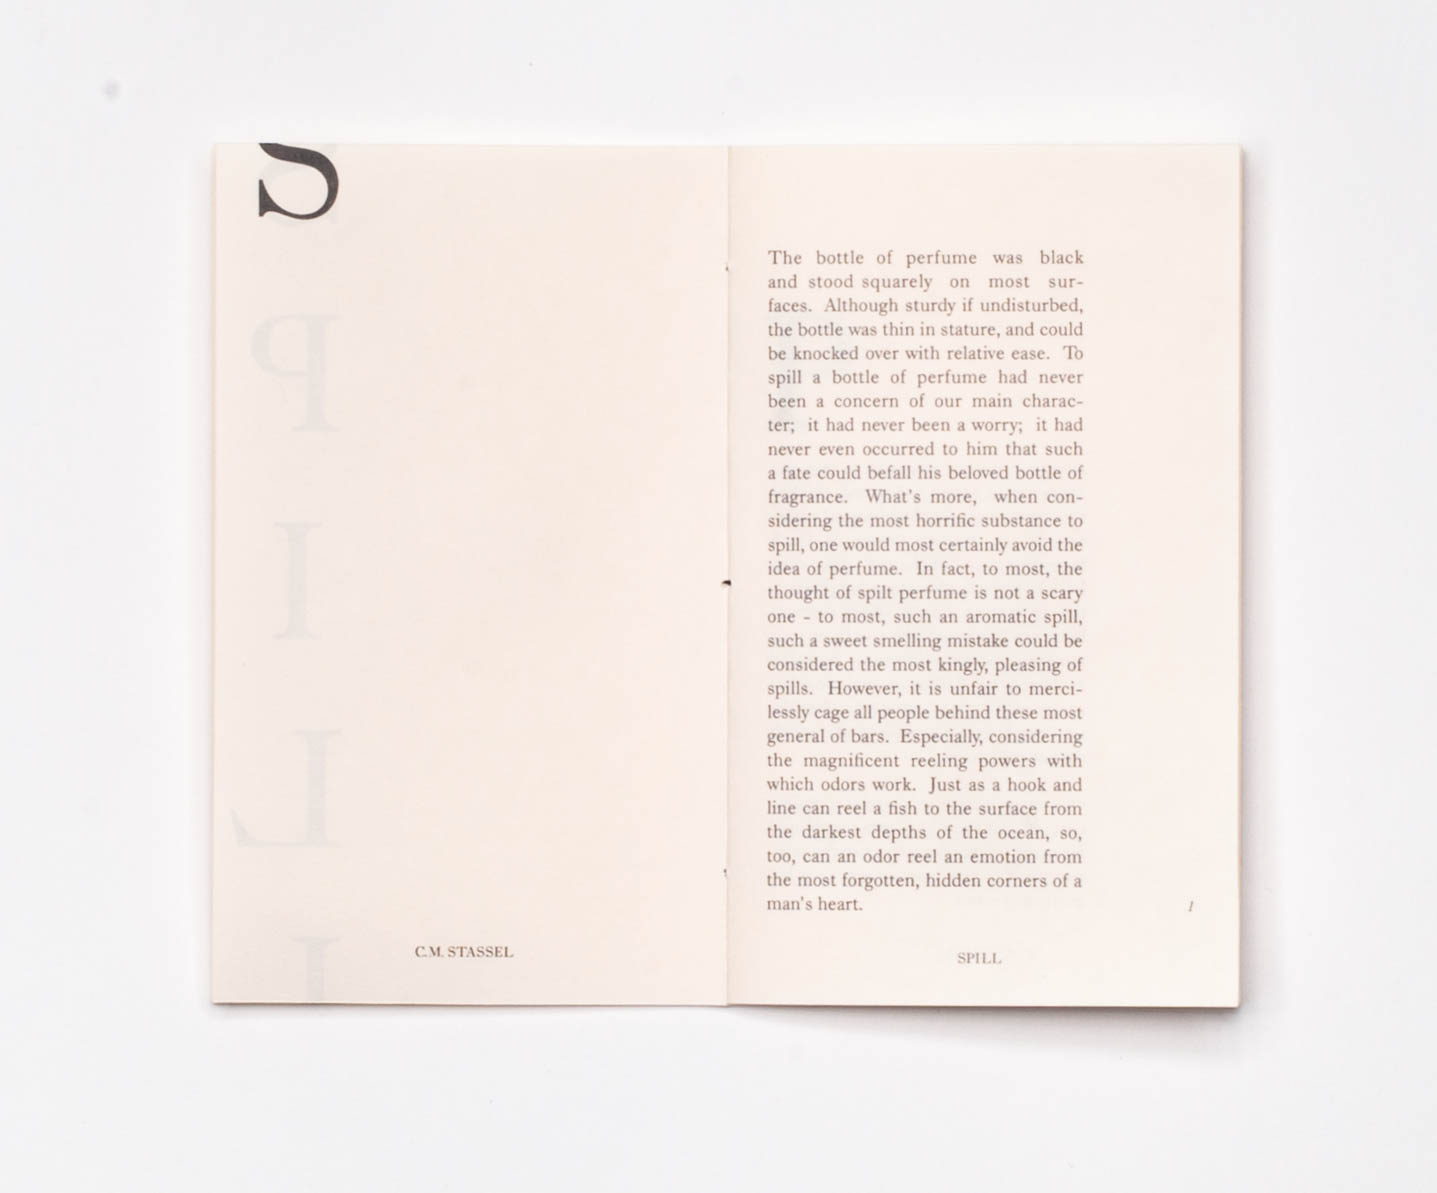 S
P
I
L
L
C.M. STASSEL
The bottle of perfume was black
and stood squarely on most sur-
faces. Although sturdy if undisturbed,
the bottle was thin in stature, and could
be knocked over with relative ease. To
spill a bottle of perfume had never
been a concern of our main charac-
ter; it had never been a worry; it had
never even occurred to him that such
a fate could befall his beloved bottle of
fragrance. What's more, when con-
sidering the most horrific substance to
spill, one would most certainly avoid the
idea of perfume. In fact, to most, the
thought of spilt perfume is not a scary
one - to most, such an aromatic spill,
such a sweet smelling mistake could be
considered the most kingly, pleasing of
spills. However, it is unfair to merci-
lessly cage all people behind these most
general of bars. Especially, considering
the magnificent reeling powers with
which odors work. Just as a hook and
line can reel a fish to the surface from
the darkest depths of the ocean, so,
too, can an odor reel an emotion from
the most forgotten, hidden corners of a
man's heart.
1
SPILL